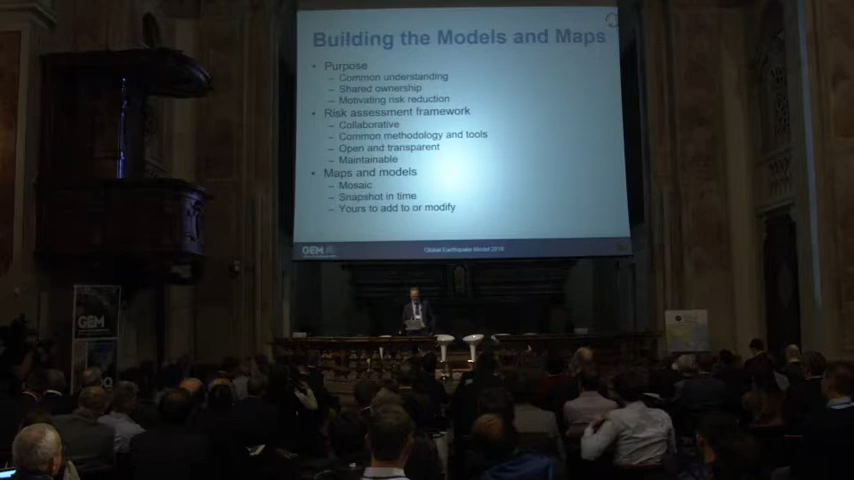 Building the Models and Maps
• Purpose
– Common understanding
– Shared ownership
– Motivating risk reduction
• Risk assessment framework
– Collaborative
– Common methodology and tools
– Open and transparent
– Maintainable
• Maps and models
– Mosaic
– Snapshot in time
– Yours to add to or modify
GEM
Global Earthquake Model 2018
GEM